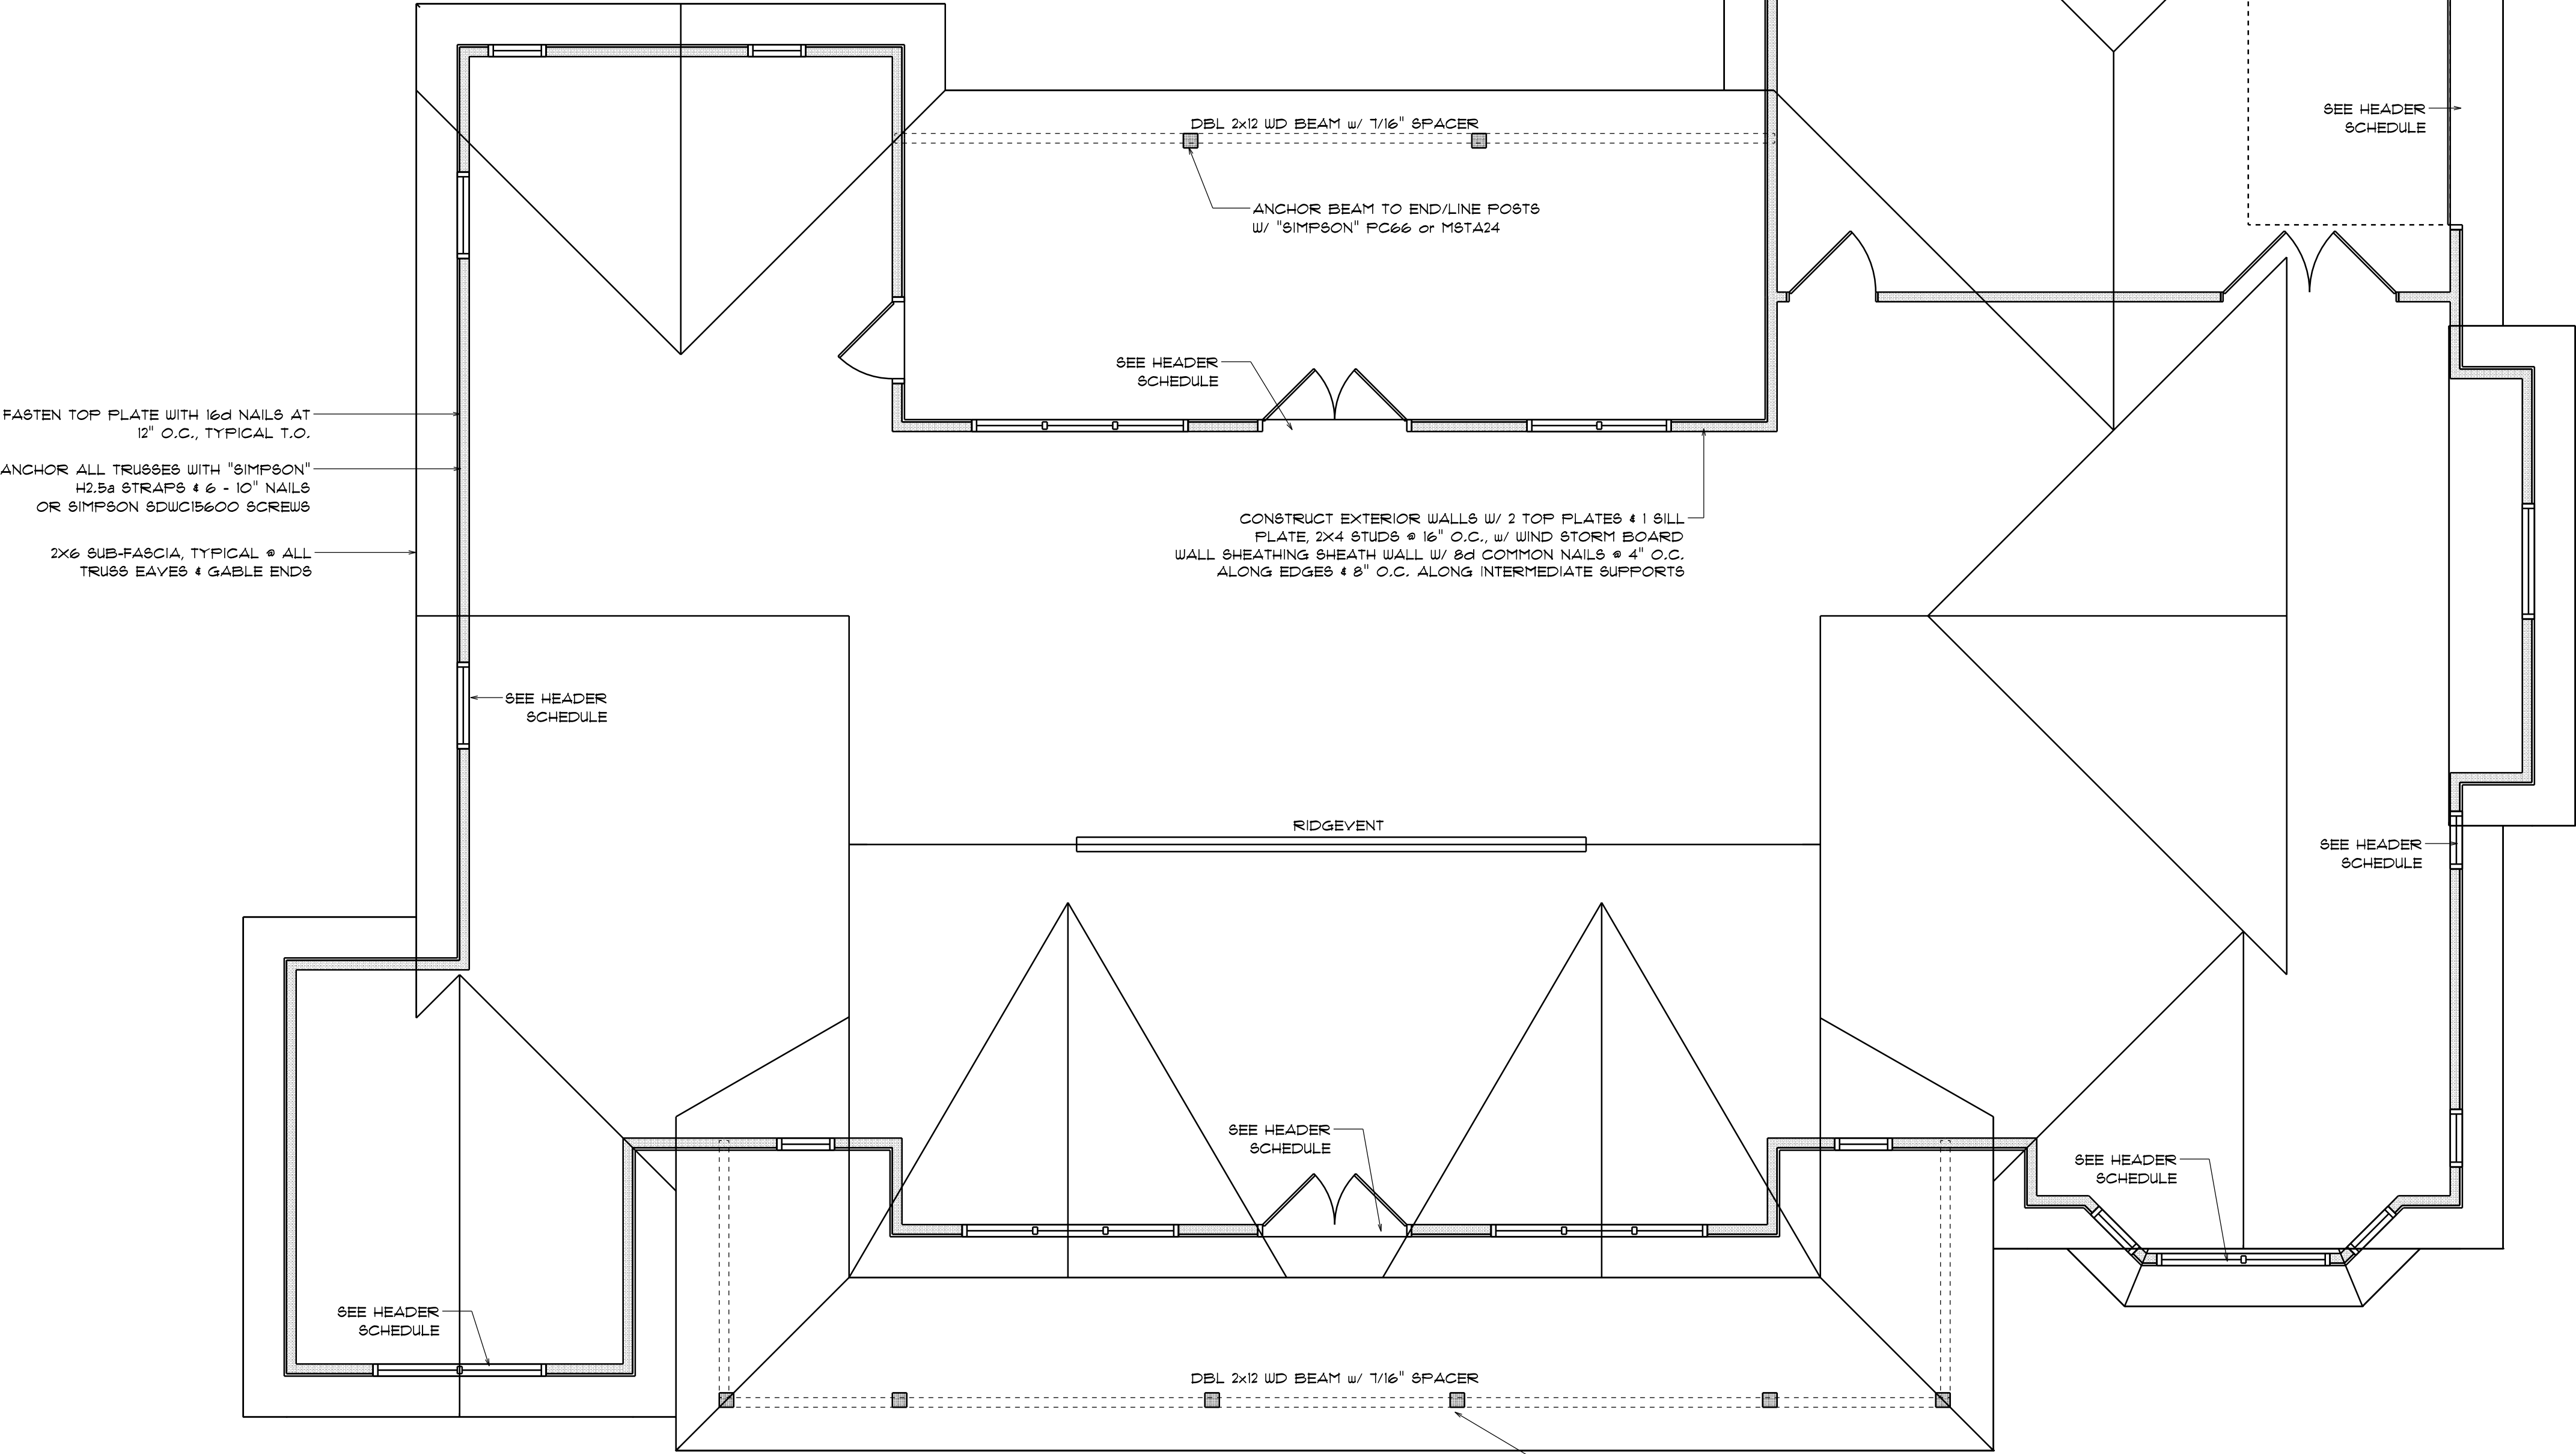 SEE HEADER
SCHEDULE
DBL 2x12 WD BEAM w/ 7/16" SPACER
ANCHOR BEAM TO END/LINE POSTS
W/ "SIMPSON" PC66 or MSTA24
SEE HEADER
SCHEDULE
FASTEN TOP PLATE WITH 16d NAILS AT
12" O.C., TYPICAL T.O.
ANCHOR ALL TRUSSES WITH "SIMPSON"
H2.5a STRAPS & 6 - 10" NAILS
OR SIMPSON SDWC15600 SCREWS
2X6 SUB-FASCIA, TYPICAL @ ALL
TRUSS EAVES & GABLE ENDS
CONSTRUCT EXTERIOR WALLS W/ 2 TOP PLATES & 1 SILL
PLATE, 2X4 STUDS @ 16" O.C., w/ WIND STORM BOARD
WALL SHEATHING SHEATH WALL W/ 8d COMMON NAILS @ 4" O.C.
ALONG EDGES & 8" O.C. ALONG INTERMEDIATE SUPPORTS
SEE HEADER
SCHEDULE
RIDGEVENT
SEE HEADER
SCHEDULE
SEE HEADER
SCHEDULE
SEE HEADER
SCHEDULE
SEE HEADER
SCHEDULE
DBL 2x12 WD BEAM w/ 7/16" SPACER